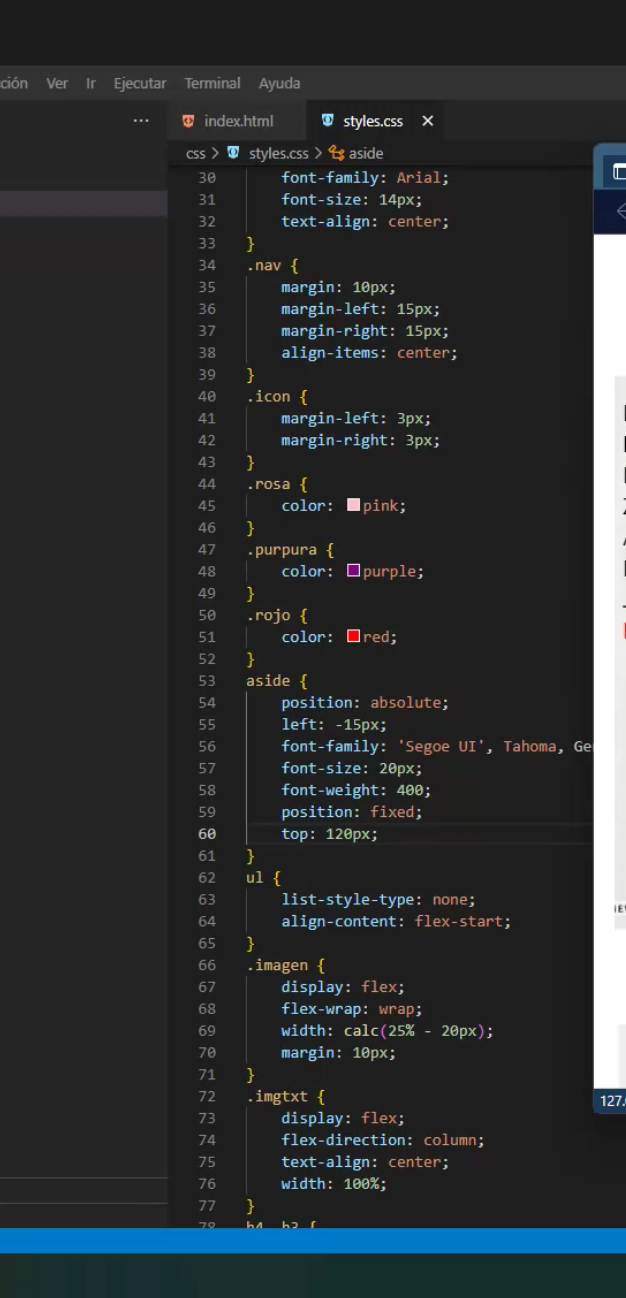 ción Ver Ir Ejecutar Terminal Ayuda
... index.html styles.css ×
css > styles.css > aside
30 font-family: Arial;
31 font-size: 14px;
32 text-align: center;
33 }
34 .nav {
35 margin: 10px;
36 margin-left: 15px;
37 margin-right: 15px;
38 align-items: center;
39 }
40 .icon {
41 margin-left: 3px;
42 margin-right: 3px;
43 }
44 .rosa {
45 color: pink;
46 }
47 .purpura {
48 color: purple;
49 }
50 .rojo {
51 color: red;
52 }
53 aside {
54 position: absolute;
55 left: -15px;
56 font-family: 'Segoe UI', Tahoma, Ge
57 font-size: 20px;
58 font-weight: 400;
59 position: fixed;
60 top: 120px;
61 }
62 ul {
63 list-style-type: none;
64 align-content: flex-start;
65 }
66 .imagen {
67 display: flex;
68 flex-wrap: wrap;
69 width: calc(25% - 20px);
70 margin: 10px;
71 }
72 .imgtxt {
73 display: flex;
74 flex-direction: column;
75 text-align: center;
76 width: 100%;
77 }
78 h4, h3 {
127.